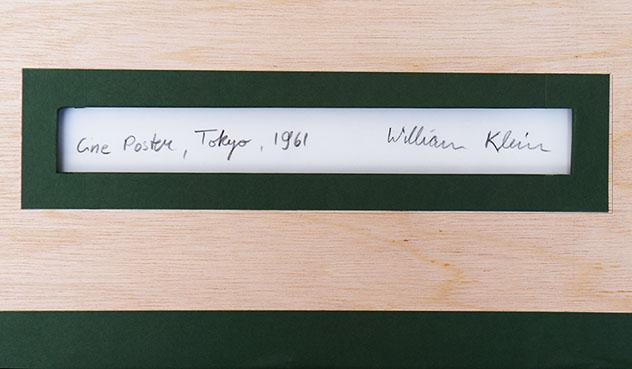 Cine Poster, Tokyo, 1961 William Klein